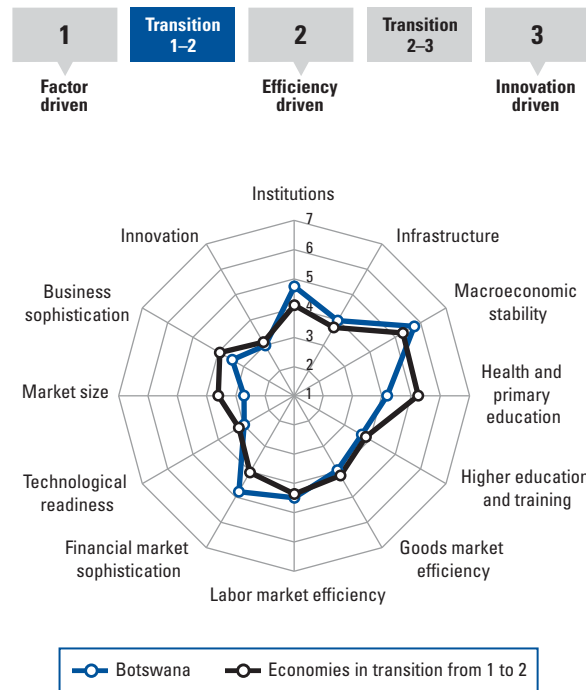 1
Transition
1–2
2
Transition
2–3
3
Factor
driven
Efficiency
driven
Innovation
driven
Institutions
7
6
5
4
3
2
1
Infrastructure
Macroeconomic
stability
Health and
primary
education
Higher education
and training
Goods market
efficiency
Labor market efficiency
Financial market
sophistication
Technological
readiness
Market size
Business
sophistication
Innovation
Botswana
Economies in transition from 1 to 2